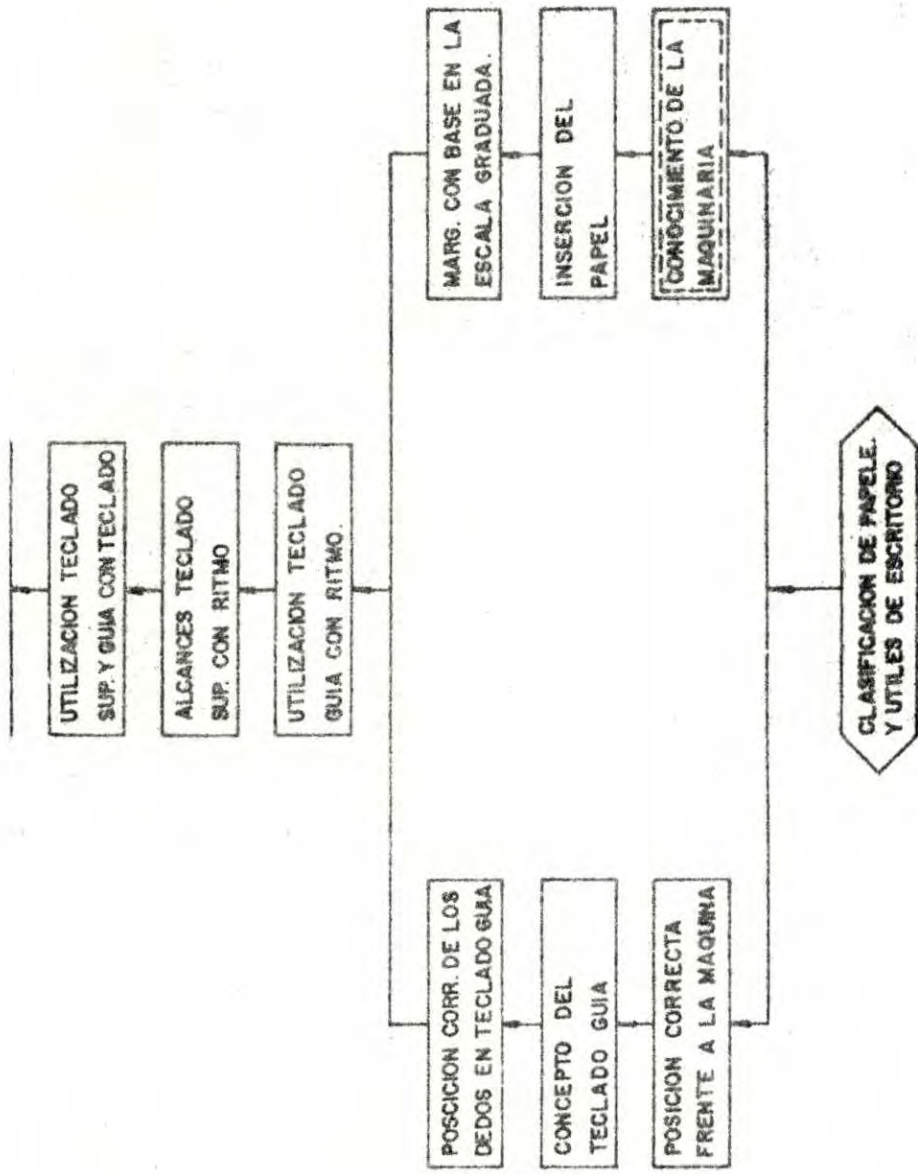 UTILIZACION TECLADO
SUP. Y GUIA CON TECLADO
ALCANCES TECLADO
SUP. CON RITMO
UTILIZACION TECLADO
GUIA CON RITMO.
POSCICION CORR. DE LOS
DEDOS EN TECLADO GUIA
MARG. CON BASE EN LA
ESCALA GRADUADA.
CONCEPTO DEL
TECLADO GUIA
INSERCION DEL
PAPEL
POSICION CORRECTA
FRENTE A LA MAQUINA
CONOCIMIENTO DE LA
MAQUINARIA
CLASIFICACION DE PAPELE.
Y UTILES DE ESCRITORIO